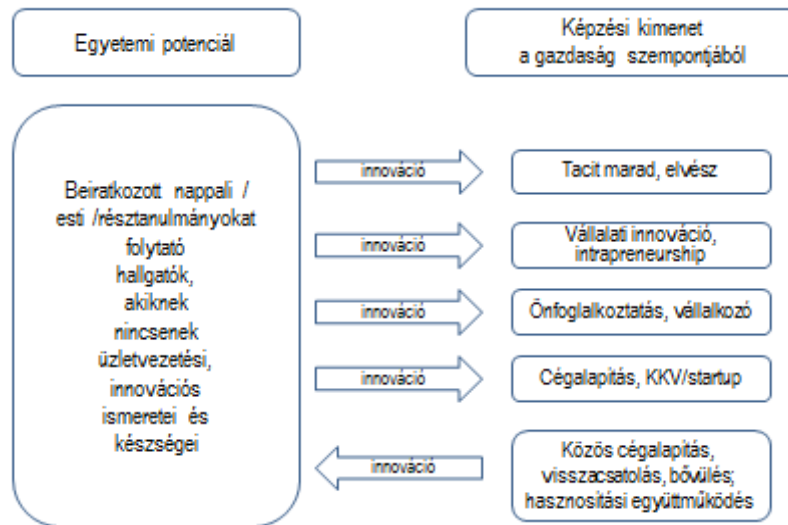 Egyetemi potenciál
Képzési kimenet
a gazdaság szempontjából
Beiratkozott nappali /
esti /résztanulmányokat
folytató
hallgatók,
akiknek
nincsenek
üzletvezetési,
innovációs
ismeretei és
készségei
innováció
Tacit marad, elvész
innováció
Vállalati innováció,
intrapreneurship
innováció
Önfoglalkoztatás, vállalkozó
innováció
Cégalapítás, KKV/startup
innováció
Közös cégalapítás,
visszacsatolás, bővülés;
hasznosítási együttműködés